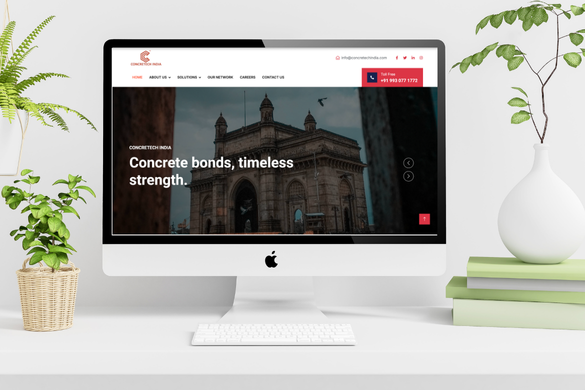 CONCRETECH INDIA
info@concretechindia.com
HOME ABOUT US SOLUTIONS OUR NETWORK CAREERS CONTACT US
Toll Free
+91 993 077 1772
CONCRETECH INDIA
Concrete bonds, timeless
strength.